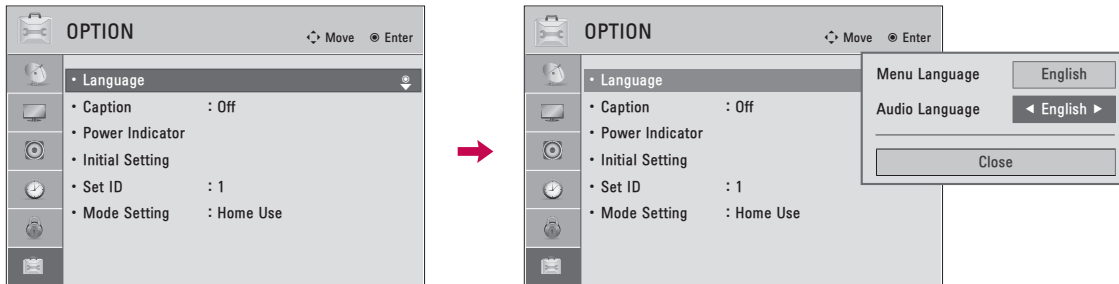 OPTION
Move Enter
• Language
• Caption : Off
• Power Indicator
• Initial Setting
• Set ID : 1
• Mode Setting : Home Use
OPTION
Move Enter
• Language
• Caption : Off
• Power Indicator
• Initial Setting
• Set ID : 1
• Mode Setting : Home Use
Menu Language English
Audio Language ◄ English ►
Close